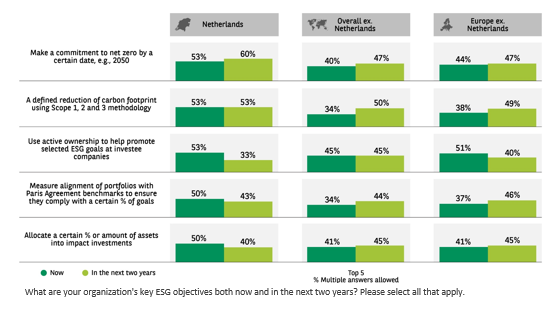 Netherlands
Overall ex.
Netherlands
Europe ex.
Netherlands
Make a commitment to net zero by a
certain date, e.g., 2050
53% 60% 40% 47% 44% 47%
A defined reduction of carbon footprint
using Scope 1, 2 and 3 methodology
53% 53% 34% 50% 38% 49%
Use active ownership to help promote
selected ESG goals at investee
companies
53% 33% 45% 45% 51% 40%
Measure alignment of portfolios with
Paris Agreement benchmarks to ensure
they comply with a certain % of goals
50% 43% 34% 44% 37% 46%
Allocate a certain % or amount of assets
into impact investments
50% 40% 41% 45% 41% 45%
Now In the next two years
Top 5
% Multiple answers allowed
What are your organization's key ESG objectives both now and in the next two years? Please select all that apply.